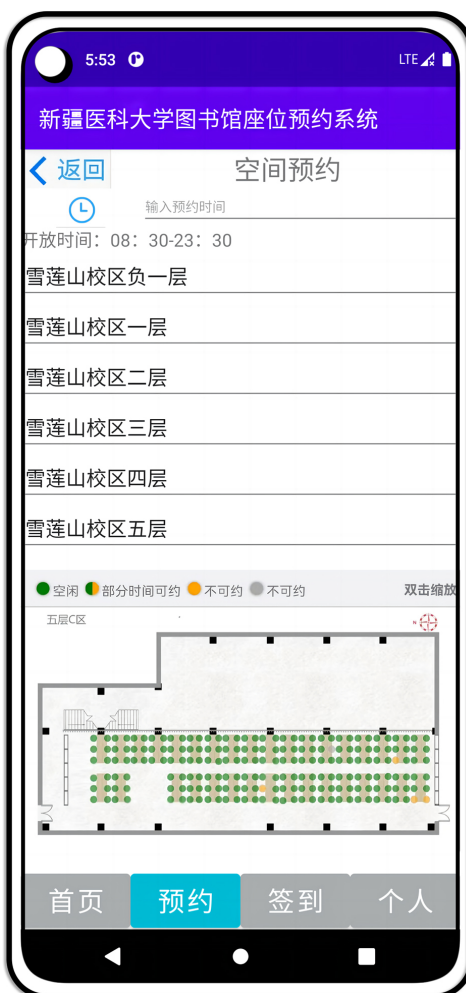 5:53
LTE
新疆医科大学图书馆座位预约系统
返回
空间预约
输入预约时间
开放时间：08：30-23：30
雪莲山校区负一层
雪莲山校区一层
雪莲山校区二层
雪莲山校区三层
雪莲山校区四层
雪莲山校区五层
空闲 部分时间可约 不可约 不可约 双击缩放
五层C区
首页 预约 签到 个人